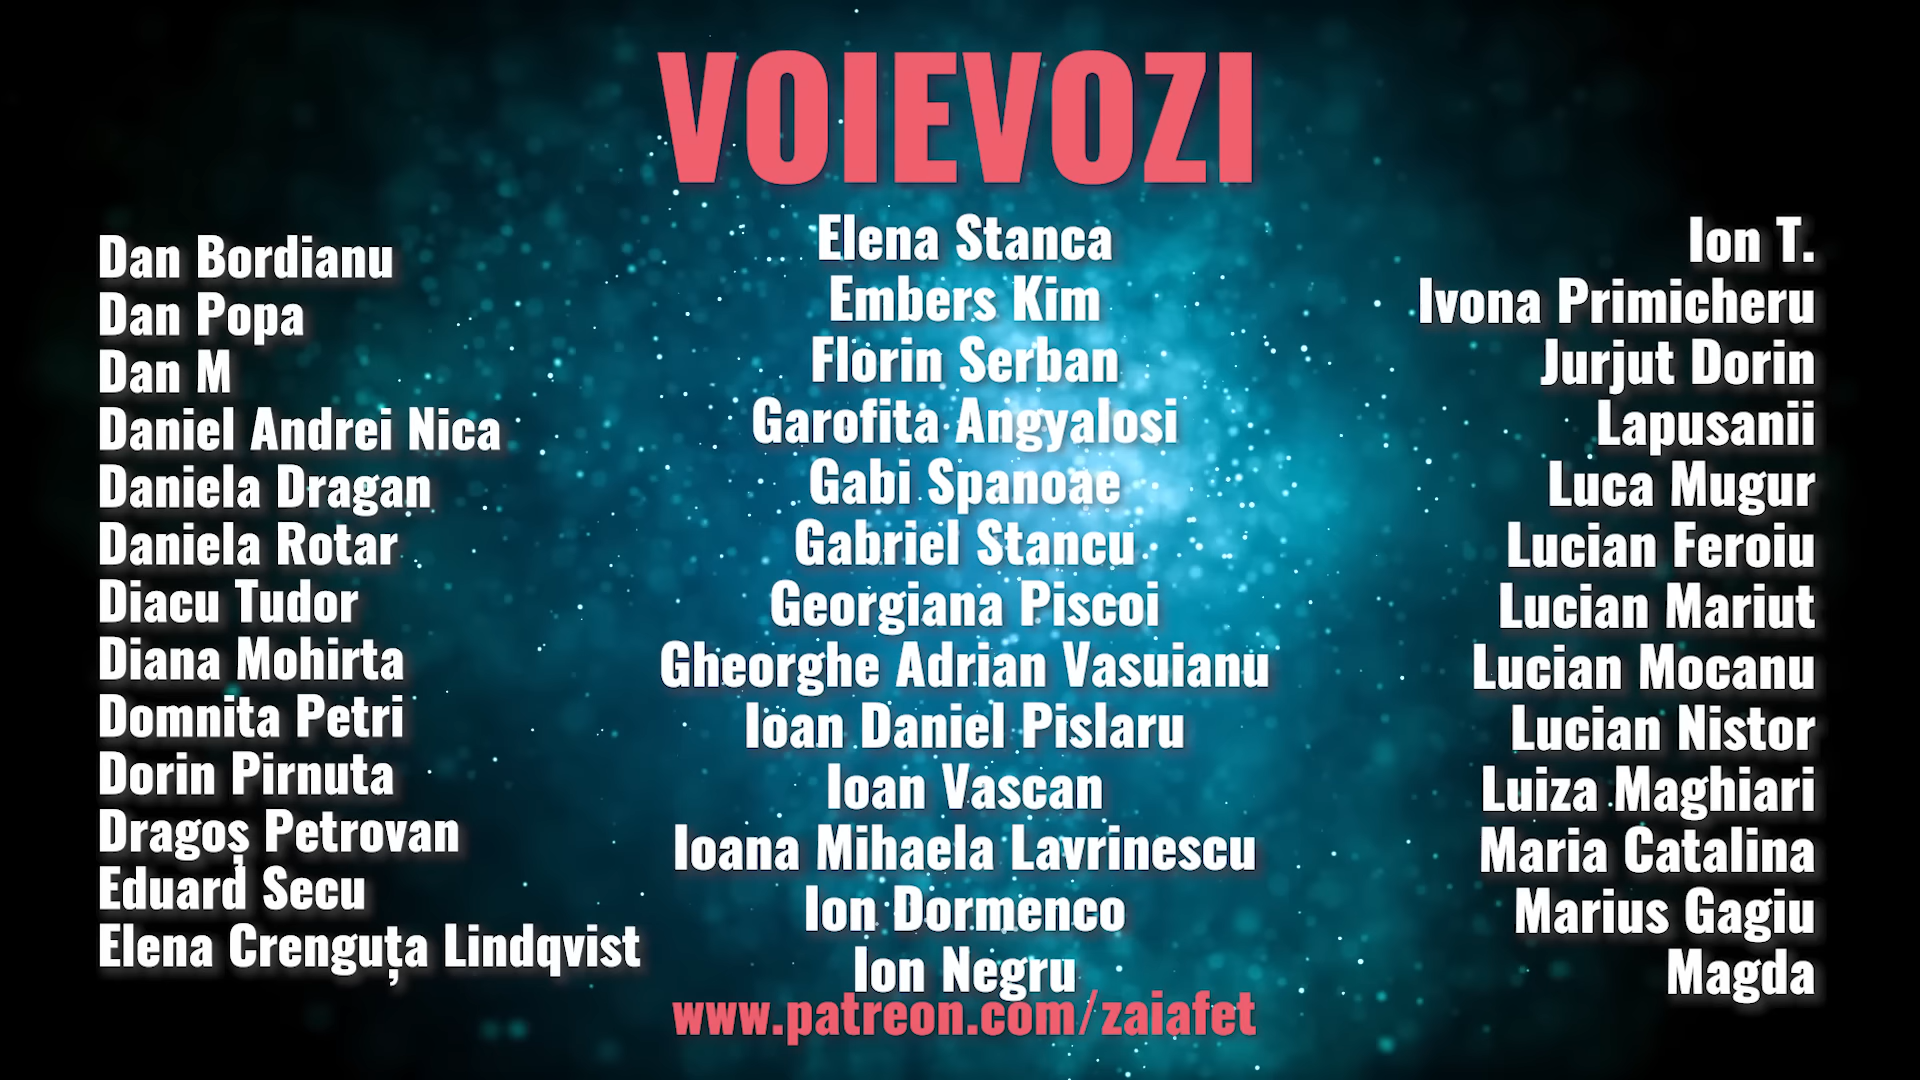 VOIEVOZI
Dan Bordianu
Dan Popa
Dan M
Daniel Andrei Nica
Daniela Dragan
Daniela Rotar
Diacu Tudor
Diana Mohirta
Domnita Petri
Dorin Pirnuta
Dragoș Petrovan
Eduard Secu
Elena Crenguța Lindqvist
Elena Stanca
Embers Kim
Florin Serban
Garofita Angyalosi
Gabi Spanoae
Gabriel Stancu
Georgiana Piscoi
Gheorghe Adrian Vasuianu
Ioan Daniel Pislaru
Ioan Vascan
Ioana Mihaela Lavrinescu
Ion Dormenco
Ion Negru
Ion T.
Ivona Primicheru
Jurjut Dorin
Lapusanii
Luca Mugur
Lucian Feroiu
Lucian Mariut
Lucian Mocanu
Lucian Nistor
Luiza Maghiari
Maria Catalina
Marius Gagiu
Magda
www.patreon.com/zaiafet